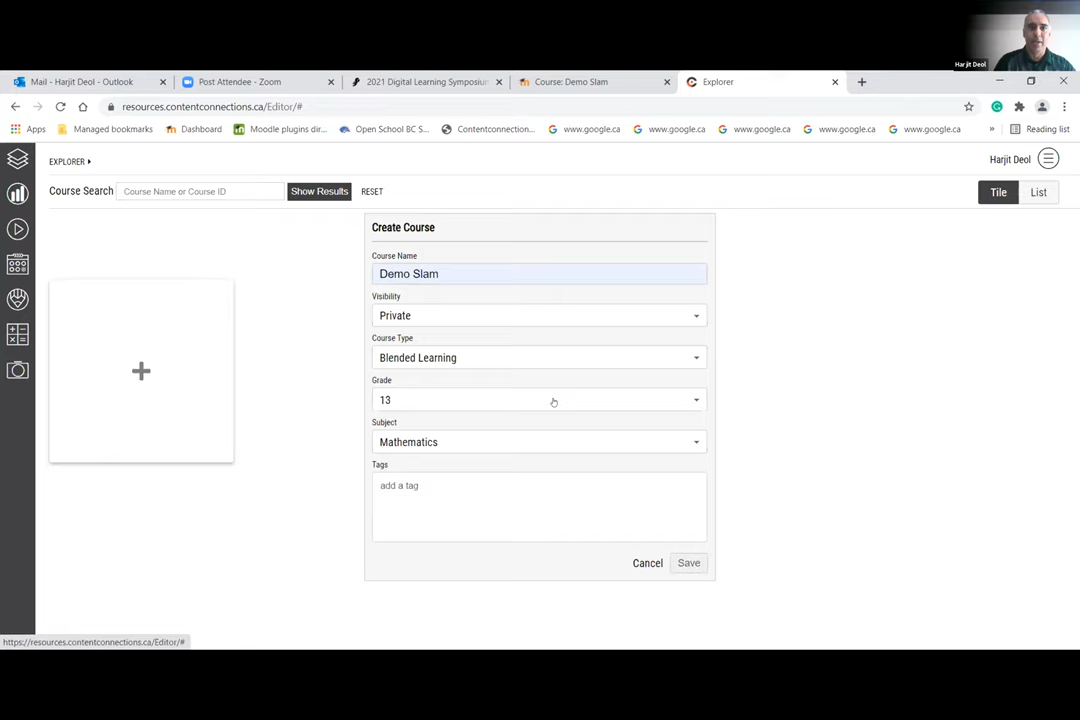 Harjit Deol
Mail - Harjit Deol - Outlook
Post Attendee - Zoom
2021 Digital Learning Symposium
Course: Demo Slam
Explorer
resources.contentconnections.ca/Editor/#
Apps
Managed bookmarks
Dashboard
Moodle plugins dir...
Open School BC S...
Contentconnection...
www.google.ca
www.google.ca
www.google.ca
www.google.ca
www.google.ca
»
Reading list
EXPLORER
Harjit Deol
Course Search
Course Name or Course ID
Show Results
RESET
Tile
List
Create Course
Course Name
Demo Slam
Visibility
Private
Course Type
Blended Learning
Grade
13
Subject
Mathematics
Tags
add a tag
Cancel
Save
https://resources.contentconnections.ca/Editor/#